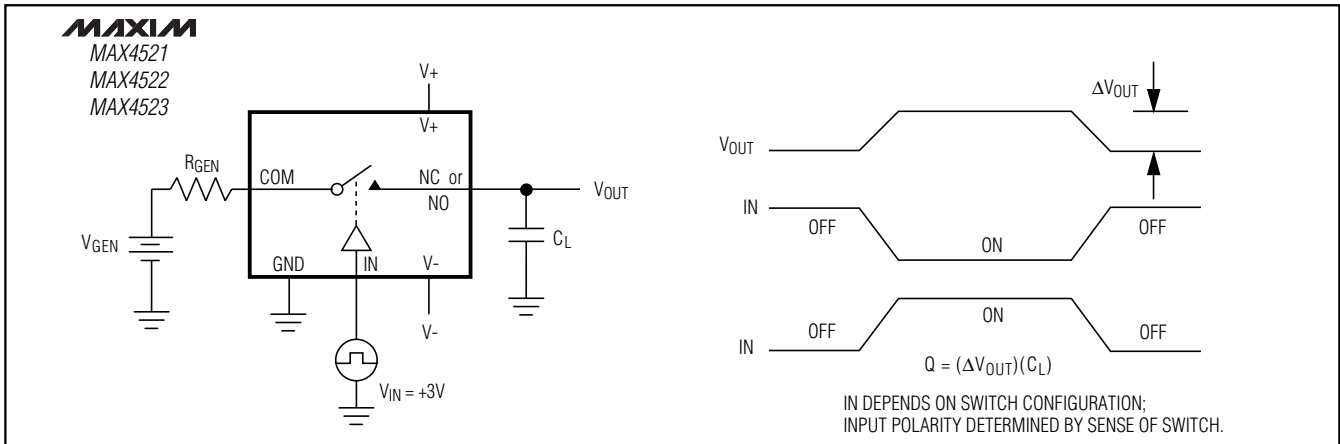 MAXIM
MAX4521
MAX4522
MAX4523
V+
V+
RGEN
COM
NC or
NO
VOUT
CL
VGEN
GND
IN
V-
V-
VIN = +3V
ΔVOUT
VOUT
IN
OFF
ON
OFF
IN
OFF
ON
OFF
Q = (ΔVOUT)(CL)
IN DEPENDS ON SWITCH CONFIGURATION;
INPUT POLARITY DETERMINED BY SENSE OF SWITCH.